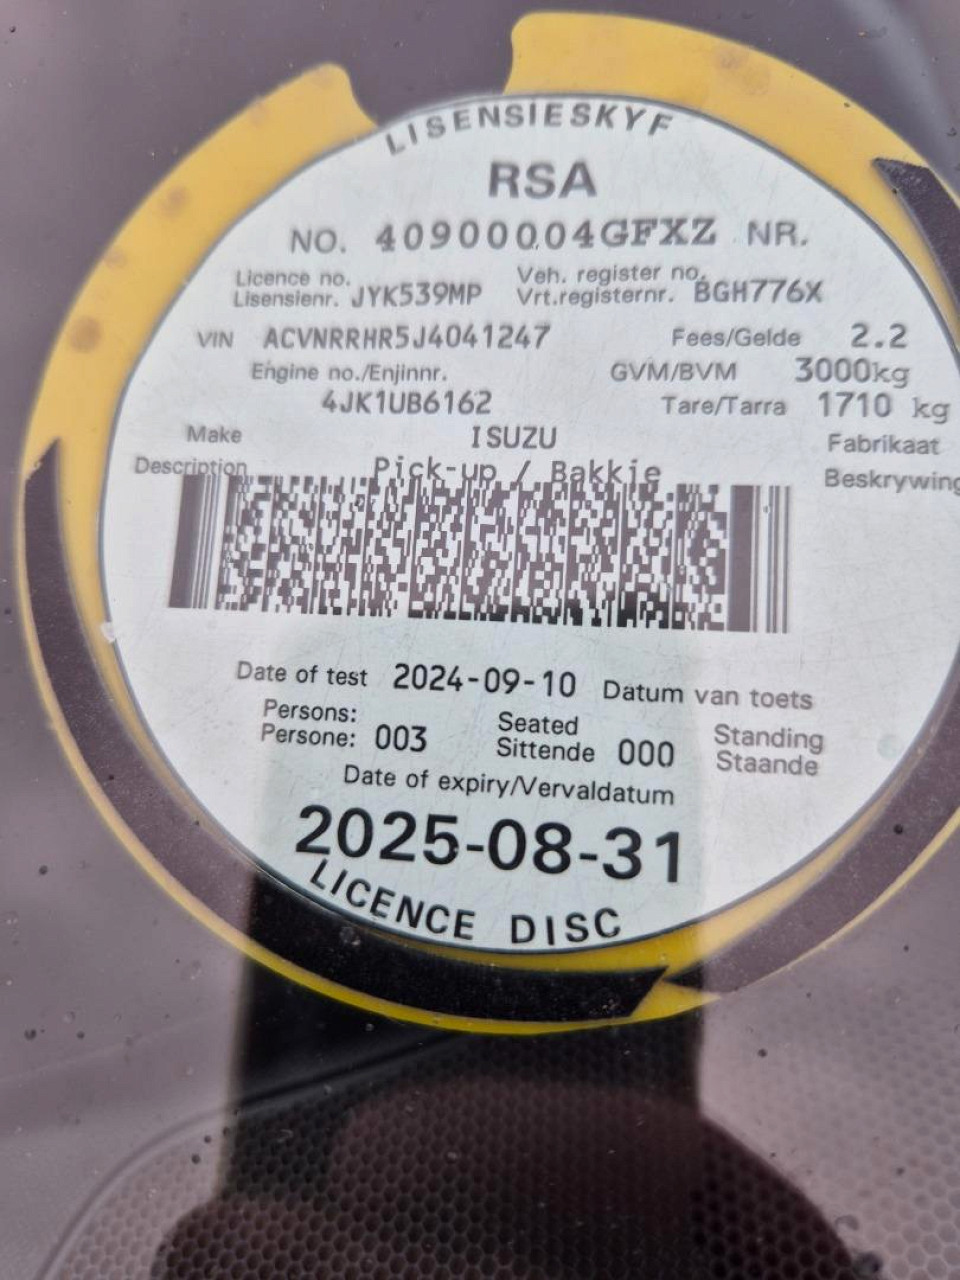 LISENSIESKYF
RSA
NO. 40900004GFXZ NR.
Licence no. Veh. register no.
Lisensienr. JYK539MP Vrt.registernr. BGH776X
VIN ACVNRRHR5J4041247 Fees/Gelde 2.2
Engine no./Enjinnr. GVM/BVM 3000kg
4JK1UB6162 Tare/Tarra 1710 kg
Make ISUZU Fabrikaat
Description Pick-up / Bakkie Beskrywing
Date of test 2024-09-10 Datum van toets
Persons: Seated Standing
Persone: 003 Sittende 000 Staande
Date of expiry/Vervaldatum
2025-08-31
LICENCE DISC